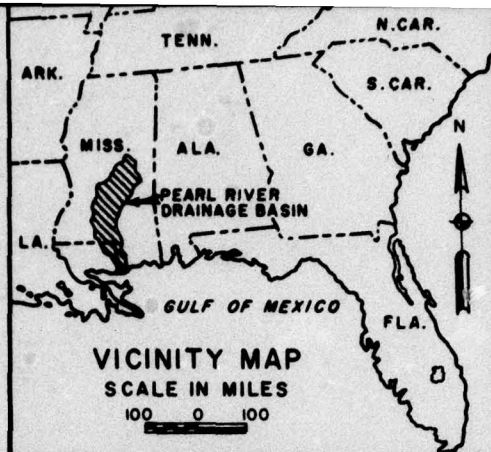 TENN.
N.CAR.
ARK.
S.CAR.
MISS.
ALA.
GA.
N
PEARL RIVER
DRAINAGE BASIN
LA.
GULF OF MEXICO
FLA.
VICINITY MAP
SCALE IN MILES
100 0 100